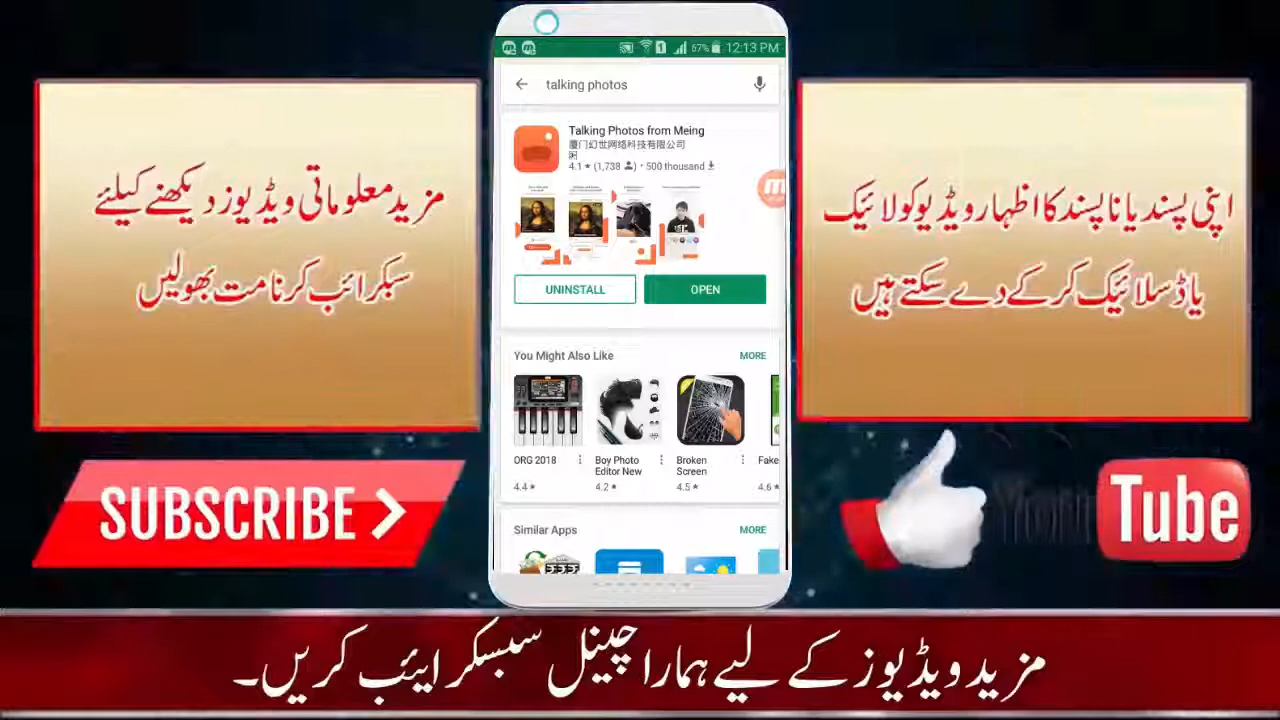 67% 12:13 PM
talking photos
Talking Photos from Meing
厦门幻世网络科技有限公司
4.1 ★ (1,738) • 500 thousand
UNINSTALL
OPEN
You Might Also Like
MORE
ORG 2018
4.4 ★
Boy Photo
Editor New
4.2 ★
Broken
Screen
4.5 ★
Fake
4.6 ★
Similar Apps
MORE
مزید معلوماتی ویڈیوز دیکھنے کیلئے
سبکرائب کرنا مت بھولیں
اپنی پسند یا نا پسند کا اظہار ویڈیو کو لائیک
یا ڈسلائیک کر کے دے سکتے ہیں
SUBSCRIBE
Tube
مزید ویڈیوز کے لیے ہمارا چینل سبسکرایئب کریں۔